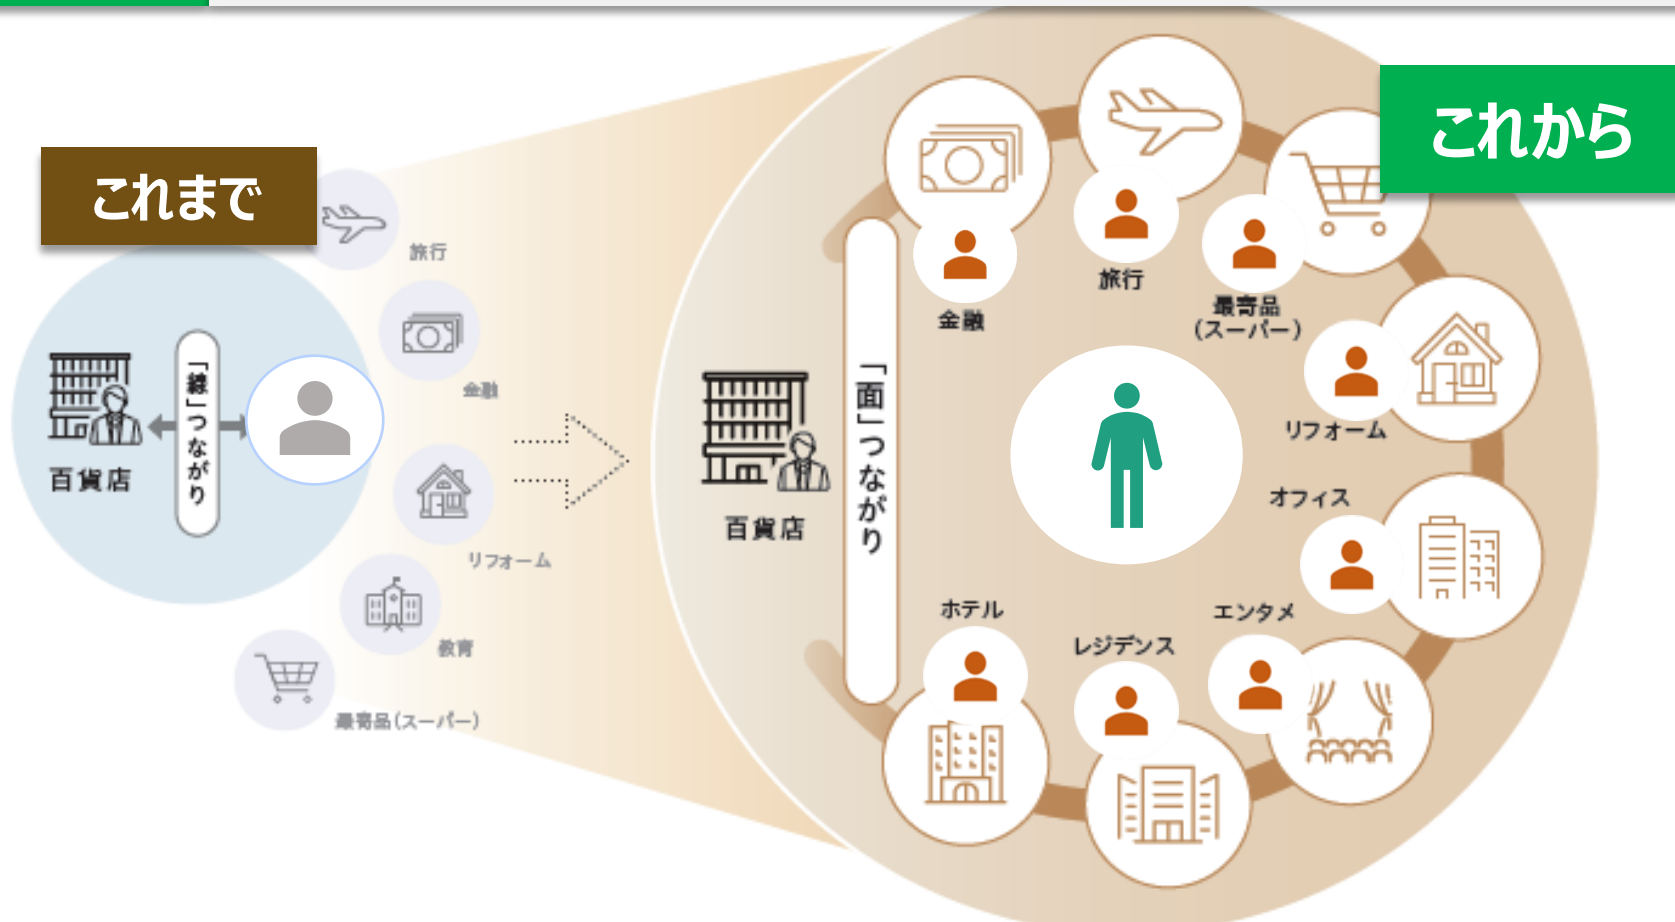 これまで
旅行
金融
リフォーム
教育
最寄品(スーパー)
百貨店
「線」つながり
これから
百貨店
「面」つながり
金融
旅行
最寄品
(スーパー)
リフォーム
オフィス
エンタメ
レジデンス
ホテル